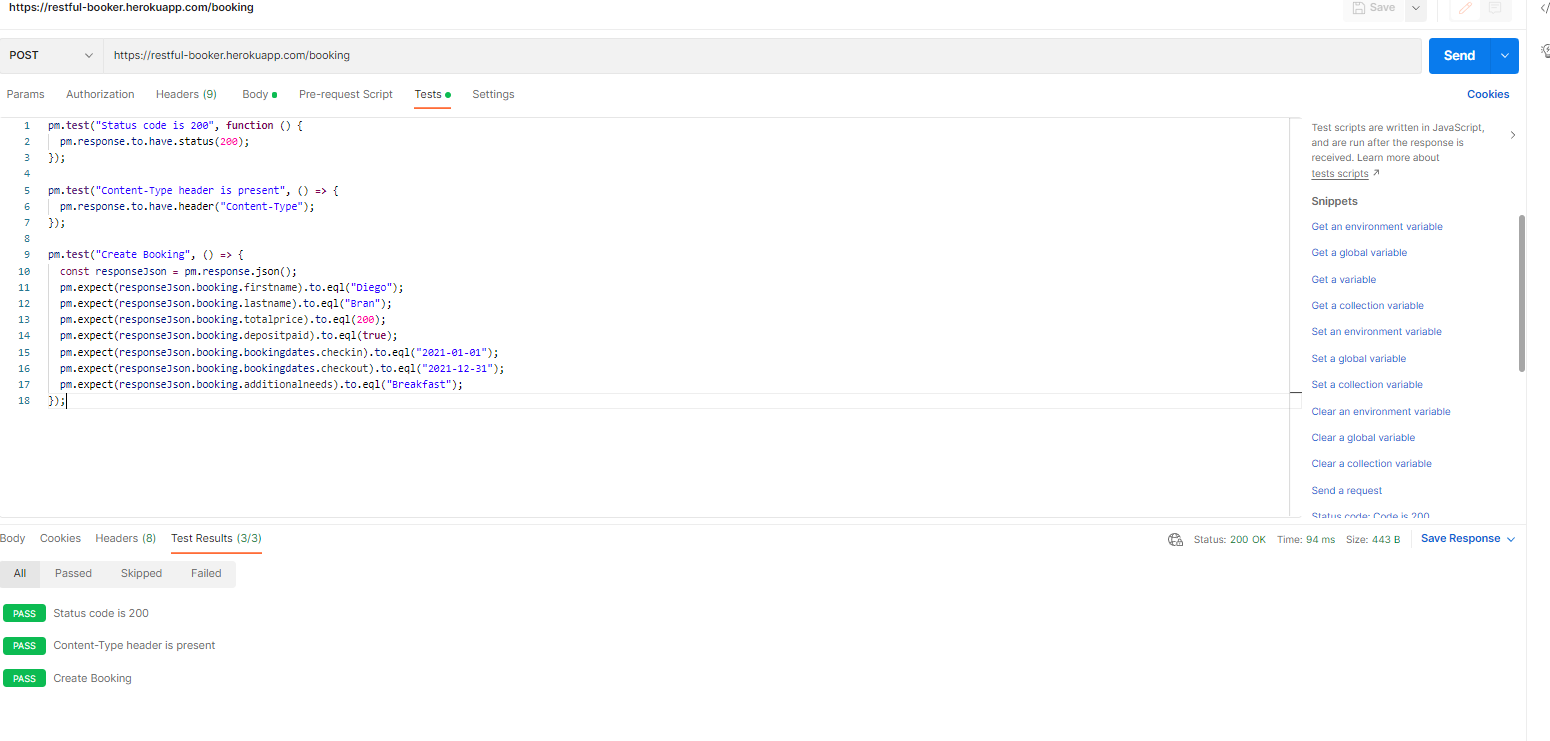 https://restful-booker.herokuapp.com/booking
Save
POST
https://restful-booker.herokuapp.com/booking
Send
Params Authorization Headers (9) Body Pre-request Script Tests Settings
Cookies
1 pm.test("Status code is 200", function () {
2 pm.response.to.have.status(200);
3 });
4
5 pm.test("Content-Type header is present", () => {
6 pm.response.to.have.header("Content-Type");
7 });
8
9 pm.test("Create Booking", () => {
10 const responseJson = pm.response.json();
11 pm.expect(responseJson.booking.firstname).to.eql("Diego");
12 pm.expect(responseJson.booking.lastname).to.eql("Bran");
13 pm.expect(responseJson.booking.totalprice).to.eql(200);
14 pm.expect(responseJson.booking.depositpaid).to.eql(true);
15 pm.expect(responseJson.booking.bookingdates.checkin).to.eql("2021-01-01");
16 pm.expect(responseJson.booking.bookingdates.checkout).to.eql("2021-12-31");
17 pm.expect(responseJson.booking.additionalneeds).to.eql("Breakfast");
18 });
Test scripts are written in JavaScript,
and are run after the response is
received. Learn more about
tests scripts
Snippets
Get an environment variable
Get a global variable
Get a variable
Get a collection variable
Set an environment variable
Set a global variable
Set a collection variable
Clear an environment variable
Clear a global variable
Clear a collection variable
Send a request
Status code: Code is 200
Body Cookies Headers (8) Test Results (3/3)
Status: 200 OK Time: 94 ms Size: 443 B Save Response
All Passed Skipped Failed
PASS Status code is 200
PASS Content-Type header is present
PASS Create Booking